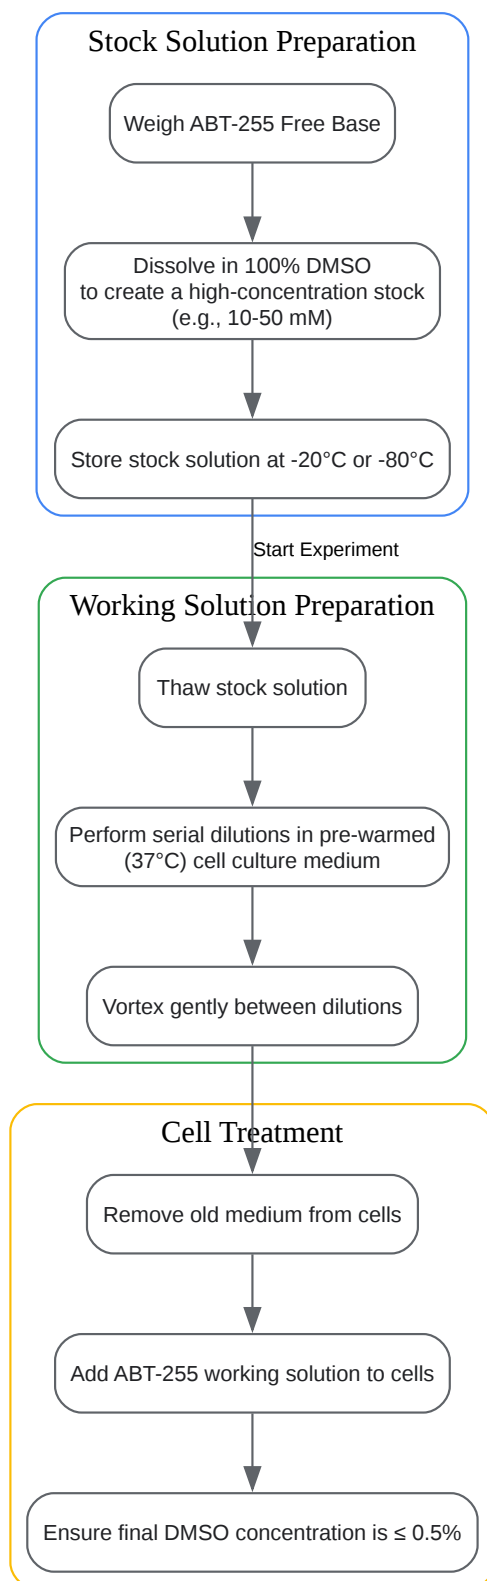 Stock Solution Preparation
Weigh ABT-255 Free Base
Dissolve in 100% DMSO
to create a high-concentration stock
(e.g., 10-50 mM)
Store stock solution at -20°C or -80°C
Start Experiment
Working Solution Preparation
Thaw stock solution
Perform serial dilutions in pre-warmed
(37°C) cell culture medium
Vortex gently between dilutions
Cell Treatment
Remove old medium from cells
Add ABT-255 working solution to cells
Ensure final DMSO concentration is ≤ 0.5%